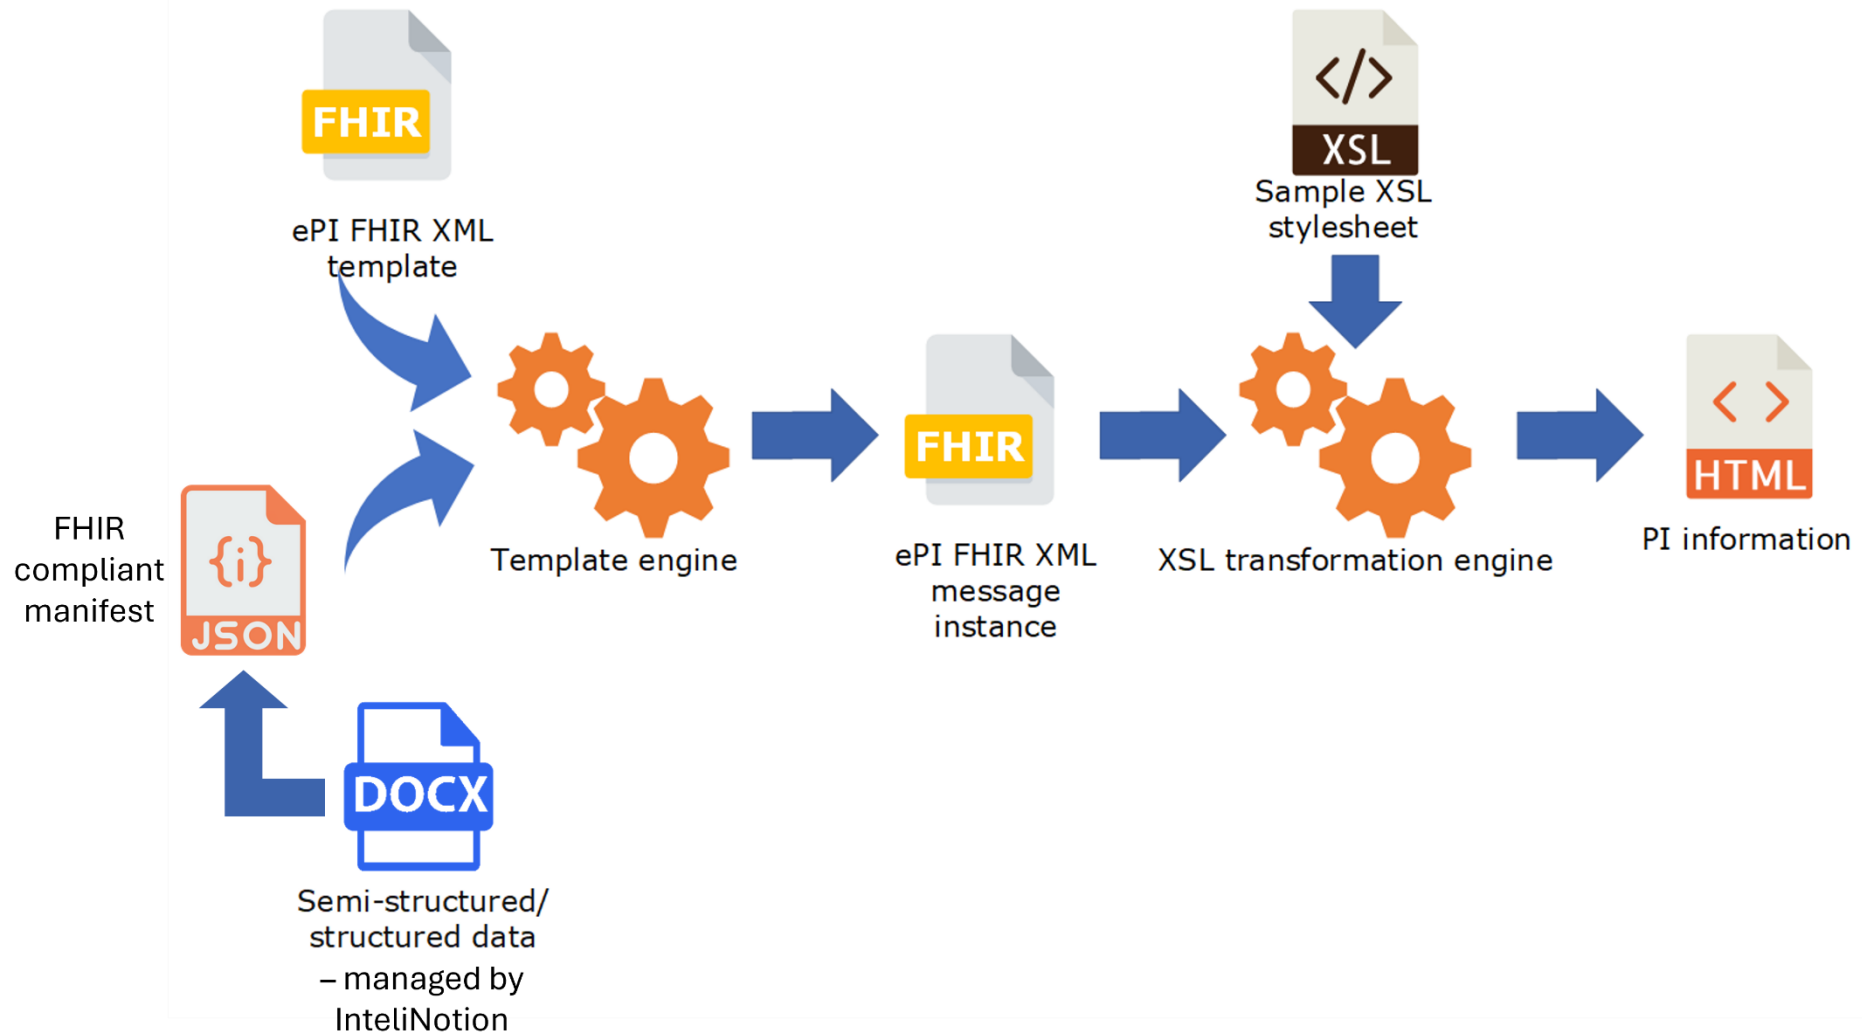 FHIR
ePI FHIR XML
template
</>
XSL
Sample XSL
stylesheet
FHIR
compliant
manifest
{i}
JSON
Template engine
FHIR
ePI FHIR XML
message
instance
XSL transformation engine
< >
HTML
PI information
DOCX
Semi-structured/
structured data
– managed by
InteliNotion